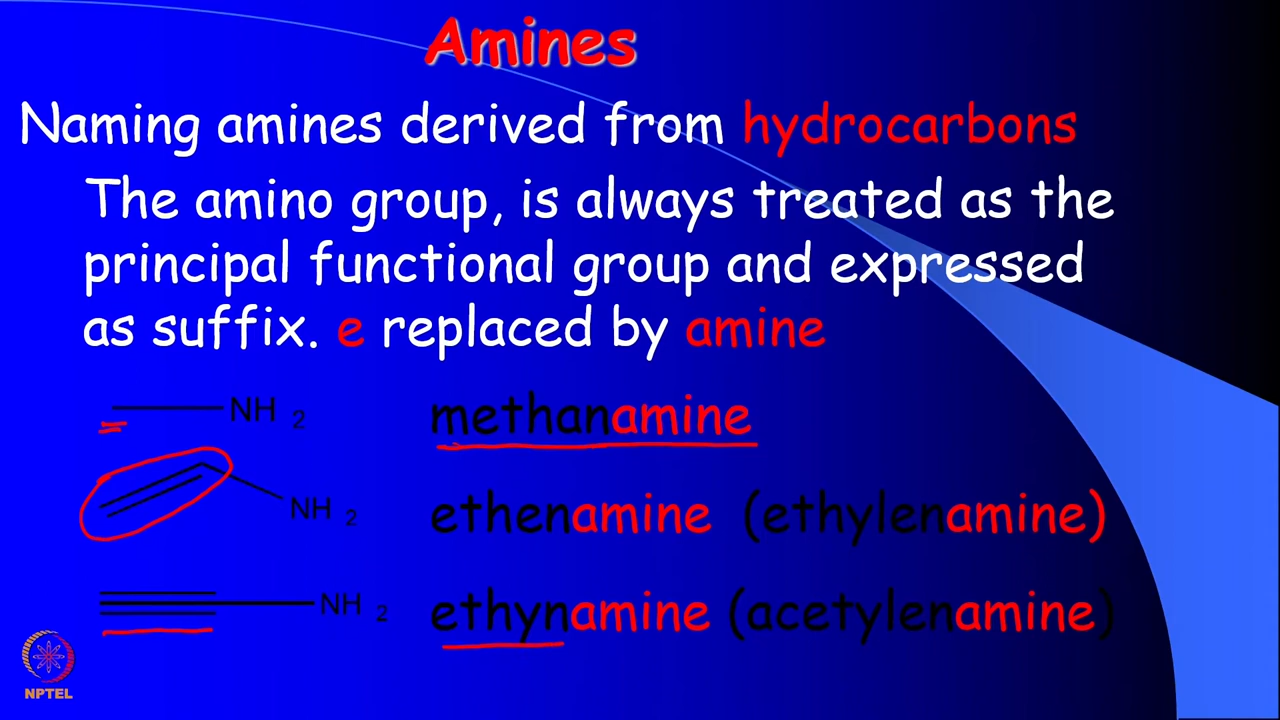 Amines
Naming amines derived from hydrocarbons
The amino group, is always treated as the
principal functional group and expressed
as suffix. e replaced by amine
NH 2 methanamine
NH 2 ethenamine (ethylenamine)
NH 2 ethynamine (acetylenamine)
NPTEL